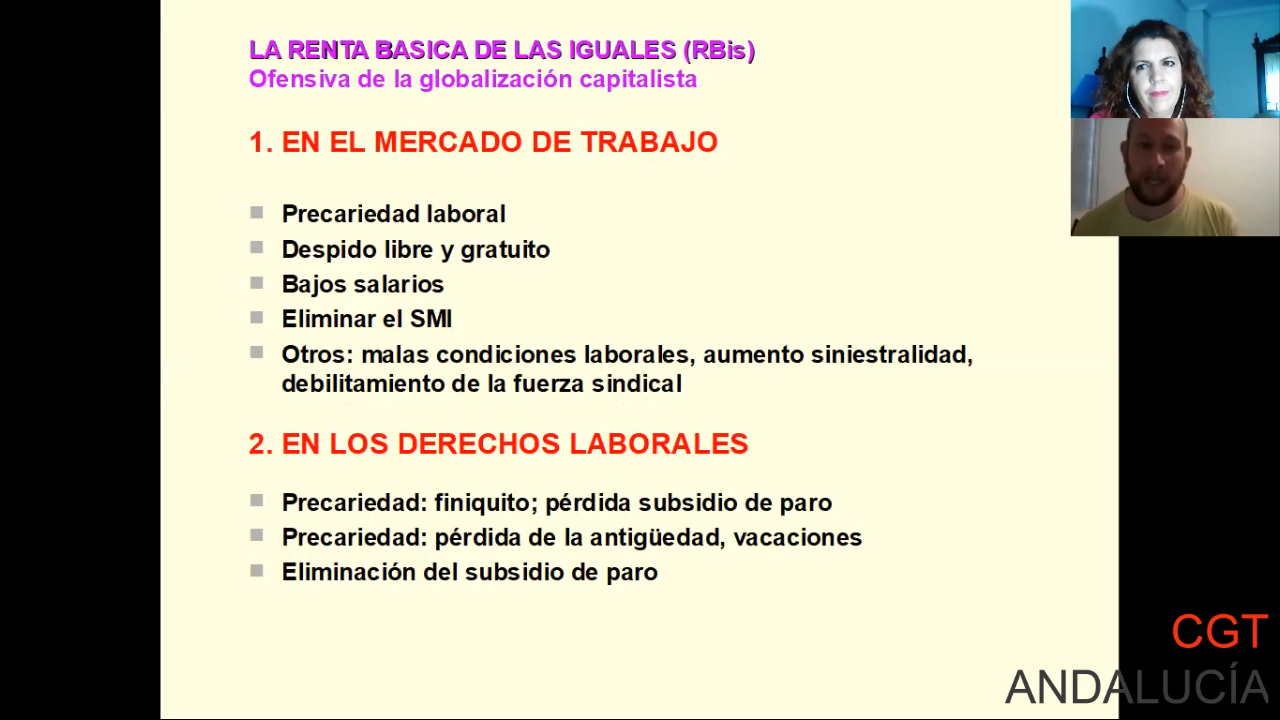 LA RENTA BASICA DE LAS IGUALES (RBis)
Ofensiva de la globalización capitalista
1. EN EL MERCADO DE TRABAJO
Precariedad laboral
Despido libre y gratuito
Bajos salarios
Eliminar el SMI
Otros: malas condiciones laborales, aumento siniestralidad,
debilitamiento de la fuerza sindical
2. EN LOS DERECHOS LABORALES
Precariedad: finiquito; pérdida subsidio de paro
Precariedad: pérdida de la antigüedad, vacaciones
Eliminación del subsidio de paro
CGT
ANDALUCÍA